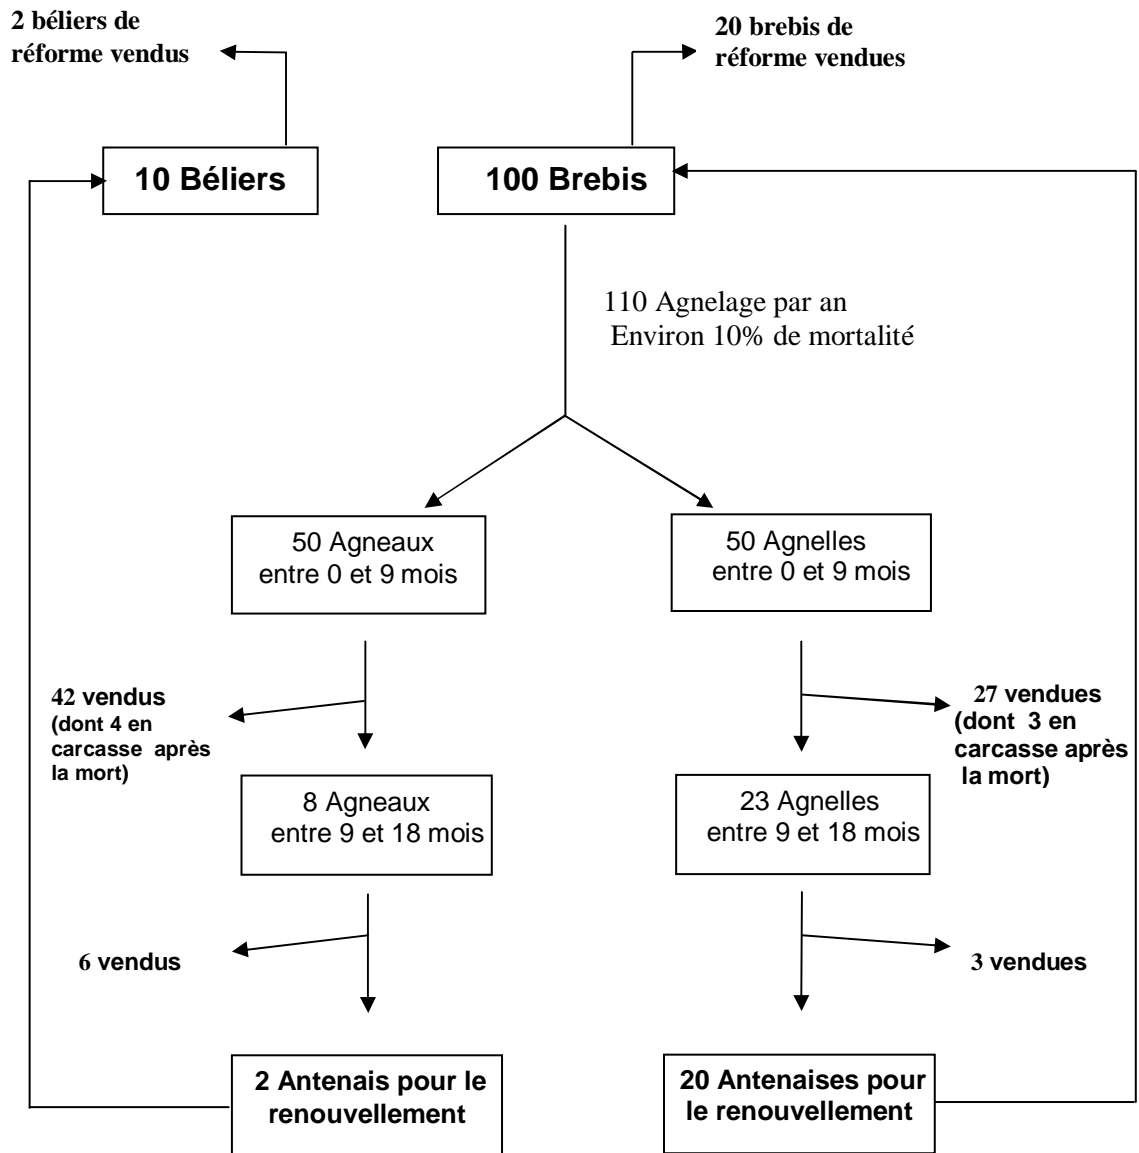 2 béliers de
réforme vendus
20 brebis de
réforme vendues
10 Béliers
100 Brebis
110 Agnelage par an
Environ 10% de mortalité
50 Agneaux
entre 0 et 9 mois
50 Agnelles
entre 0 et 9 mois
42 vendus
(dont 4 en
carcasse après
la mort)
27 vendues
(dont 3 en
carcasse après
la mort)
8 Agneaux
entre 9 et 18 mois
23 Agnelles
entre 9 et 18 mois
6 vendus
3 vendues
2 Antenais pour le
renouvellement
20 Antenaises pour
le renouvellement